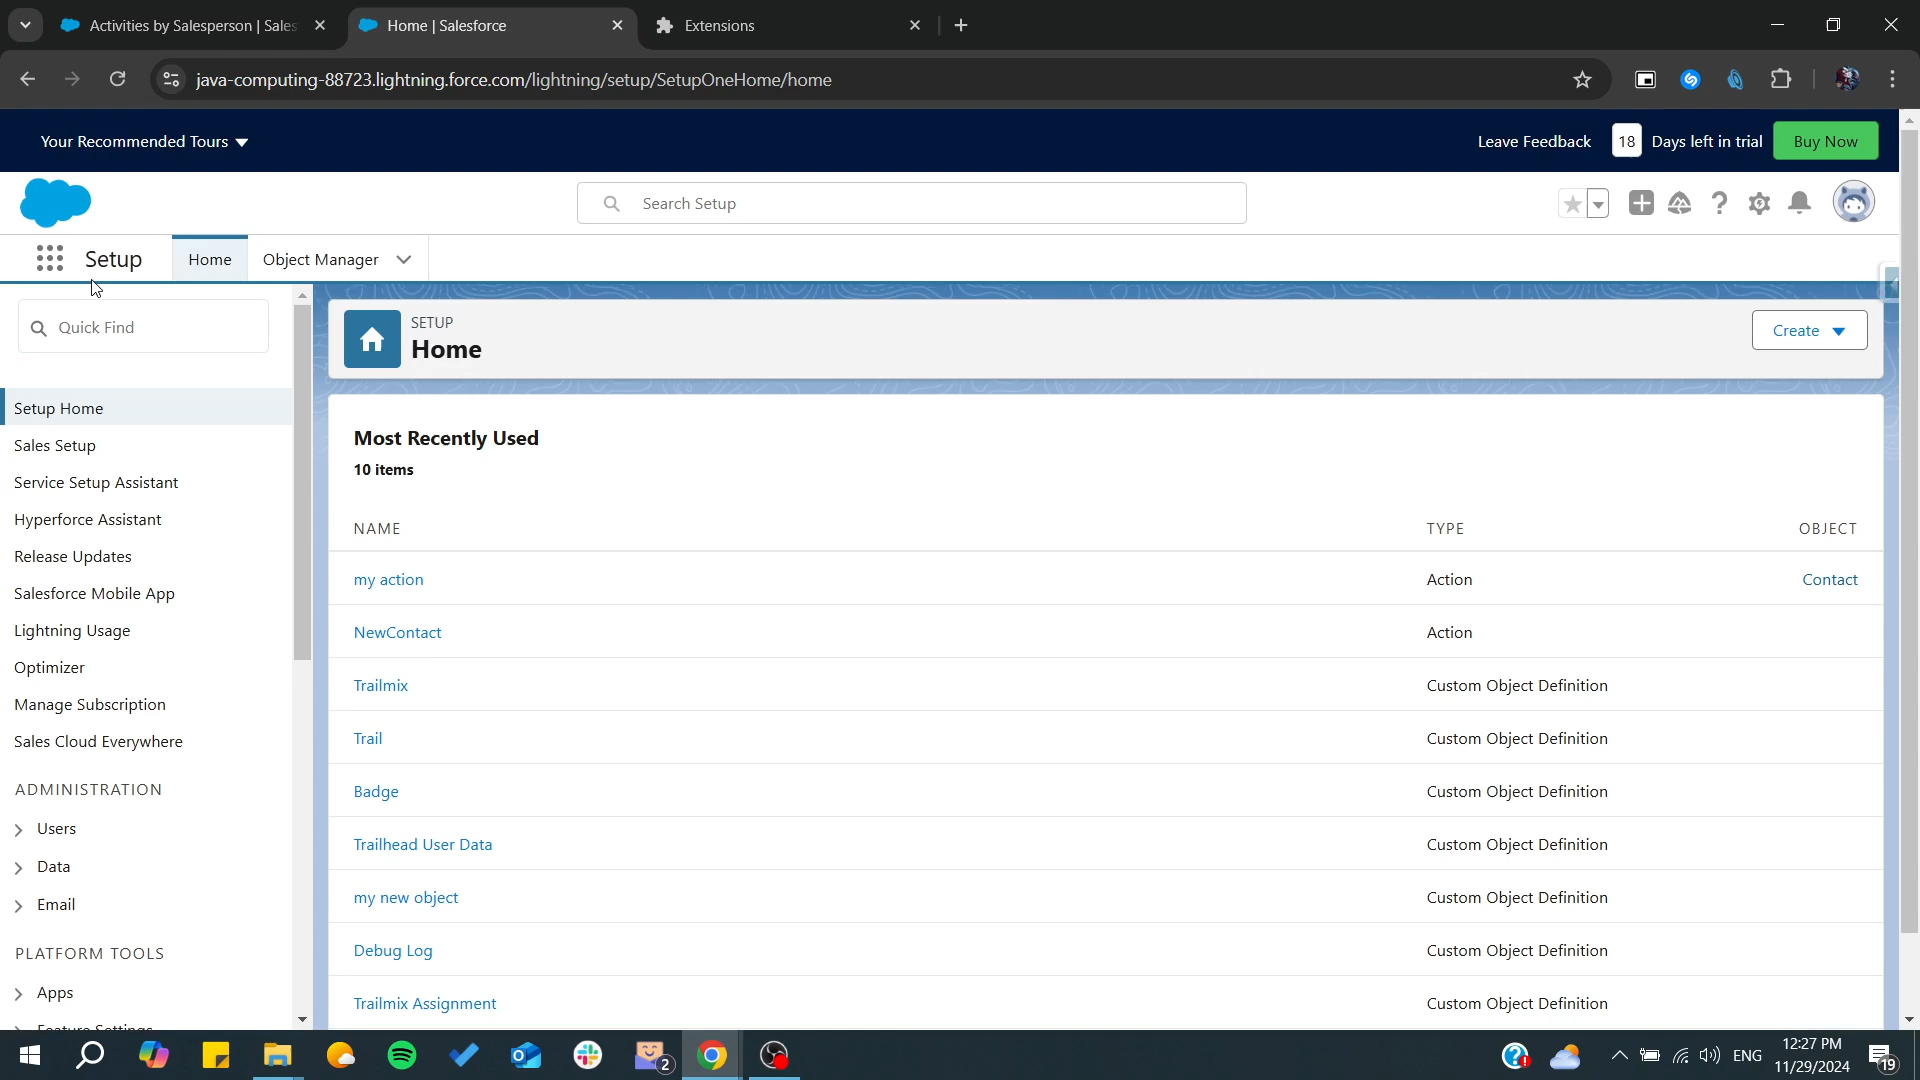 Activities by Salesperson | Sales
Home | Salesforce
Extensions
java-computing-88723.lightning.force.com/lightning/setup/SetupOneHome/home
Your Recommended Tours
Leave Feedback
18
Days left in trial
Buy Now
Search Setup
Setup
Home
Object Manager
Quick Find
SETUP
Home
Create
Setup Home
Sales Setup
Service Setup Assistant
Hyperforce Assistant
Release Updates
Salesforce Mobile App
Lightning Usage
Optimizer
Manage Subscription
Sales Cloud Everywhere
ADMINISTRATION
Users
Data
Email
PLATFORM TOOLS
Apps
Feature Settings
Most Recently Used
10 items
NAME TYPE OBJECT
my action Action Contact
NewContact Action
Trailmix Custom Object Definition
Trail Custom Object Definition
Badge Custom Object Definition
Trailhead User Data Custom Object Definition
my new object Custom Object Definition
Debug Log Custom Object Definition
Trailmix Assignment Custom Object Definition
2
ENG
12:27 PM
11/29/2024
19